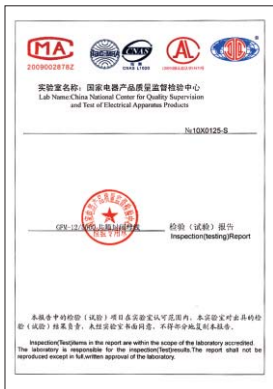 MA
2009002878Z
CNAS
AL
实验室名称：国家电器产品质量监督检验中心
Lab Name:China National Center for Quality Supervision
and Test of Electrical Apparatus Products
№10X0125-S
检验（试验）报告
Inspection(testing)Report
本报告中的检验（试验）项目在实验室认可范围内，本实验室对出具的检
验（试验）结果负责，未经实验室书面同意，不得部分地复制本报告。
Inspection(Test)items in the report are within the scope of the laboratory accredited.
The laboratory is responsible for the inspection(Test)results.The report shall not be
reproduced except in full.written approval of the laboratory.